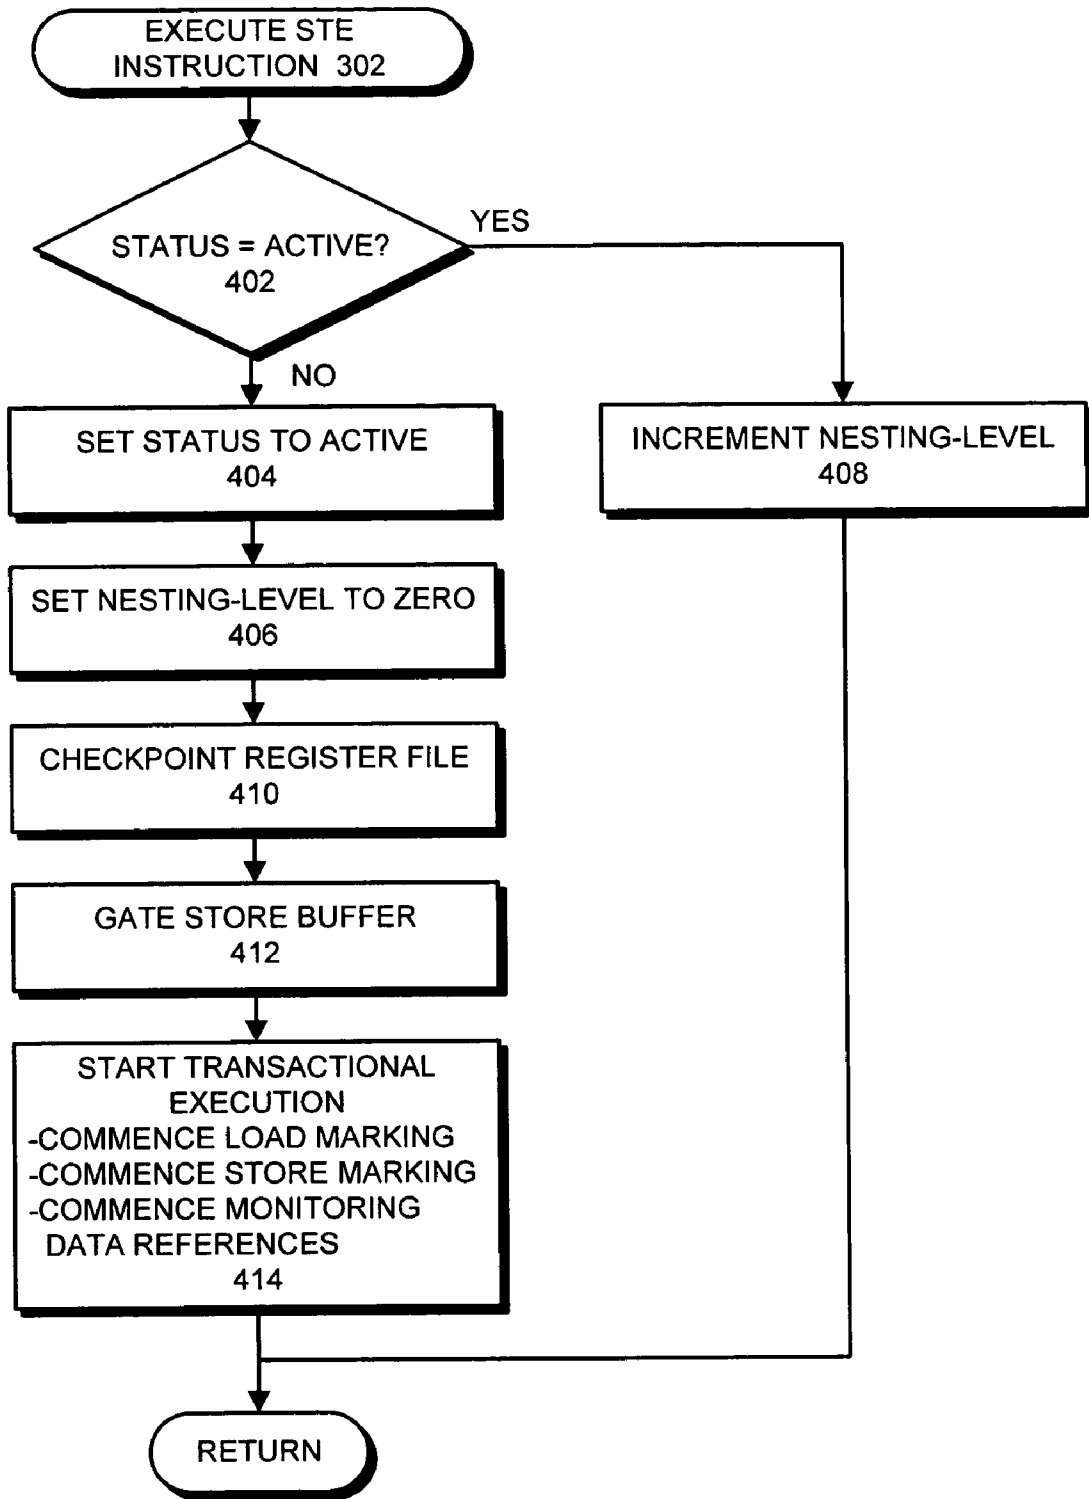 EXECUTE STE
INSTRUCTION 302
STATUS = ACTIVE?
402
YES
NO
SET STATUS TO ACTIVE
404
INCREMENT NESTING-LEVEL
408
SET NESTING-LEVEL TO ZERO
406
CHECKPOINT REGISTER FILE
410
GATE STORE BUFFER
412
START TRANSACTIONAL
EXECUTION
-COMMENCE LOAD MARKING
-COMMENCE STORE MARKING
-COMMENCE MONITORING
DATA REFERENCES
414
RETURN